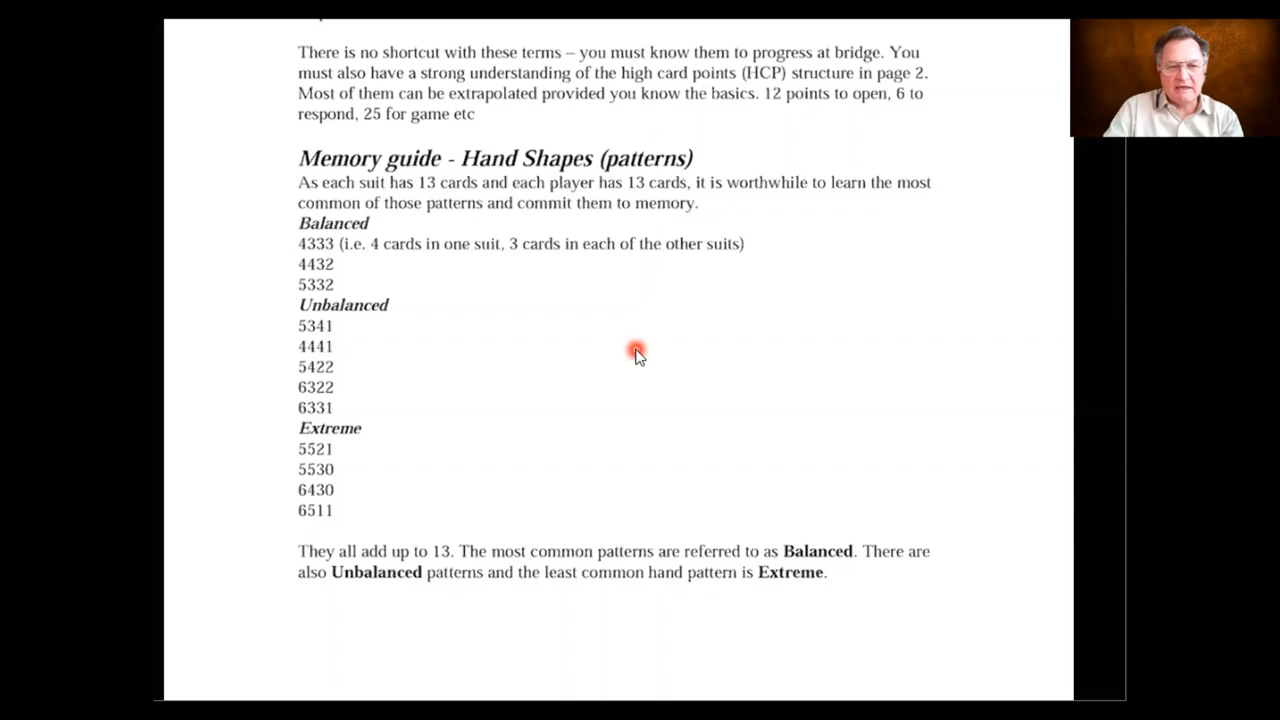 There is no shortcut with these terms – you must know them to progress at bridge. You
must also have a strong understanding of the high card points (HCP) structure in page 2.
Most of them can be extrapolated provided you know the basics. 12 points to open, 6 to
respond, 25 for game etc
Memory guide - Hand Shapes (patterns)
As each suit has 13 cards and each player has 13 cards, it is worthwhile to learn the most
common of those patterns and commit them to memory.
Balanced
4333 (i.e. 4 cards in one suit, 3 cards in each of the other suits)
4432
5332
Unbalanced
5341
4441
5422
6322
6331
Extreme
5521
5530
6430
6511
They all add up to 13. The most common patterns are referred to as Balanced. There are
also Unbalanced patterns and the least common hand pattern is Extreme.